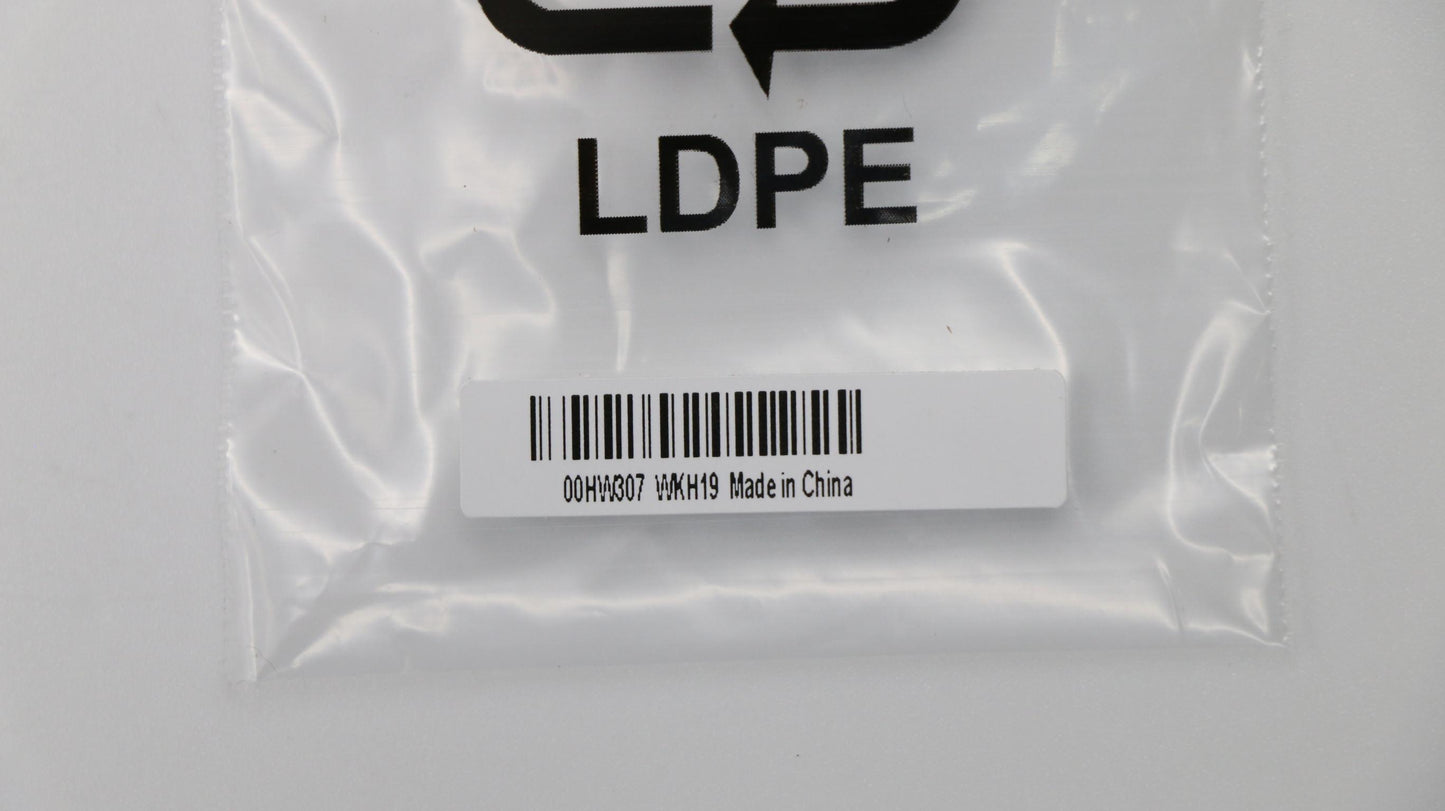 LDPE
00HW307 WKH19 Made in China